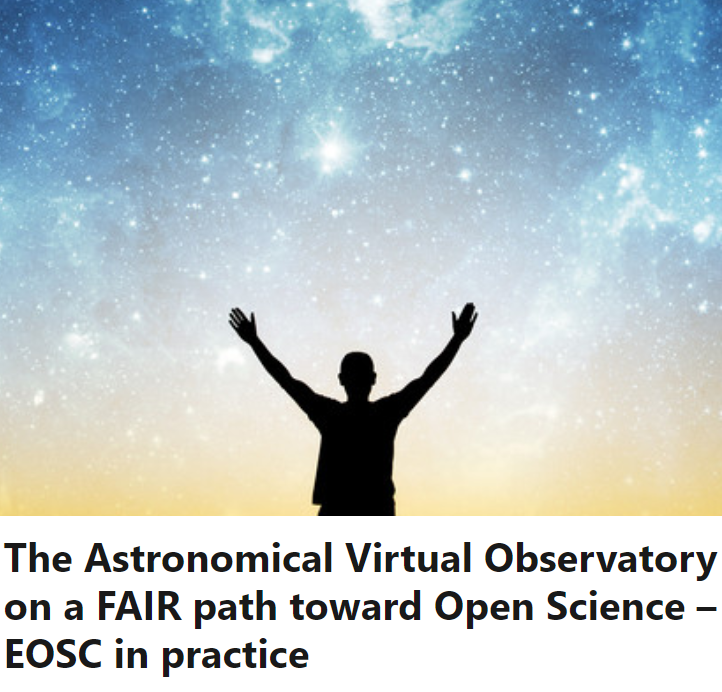 The Astronomical Virtual Observatory
on a FAIR path toward Open Science –
EOSC in practice